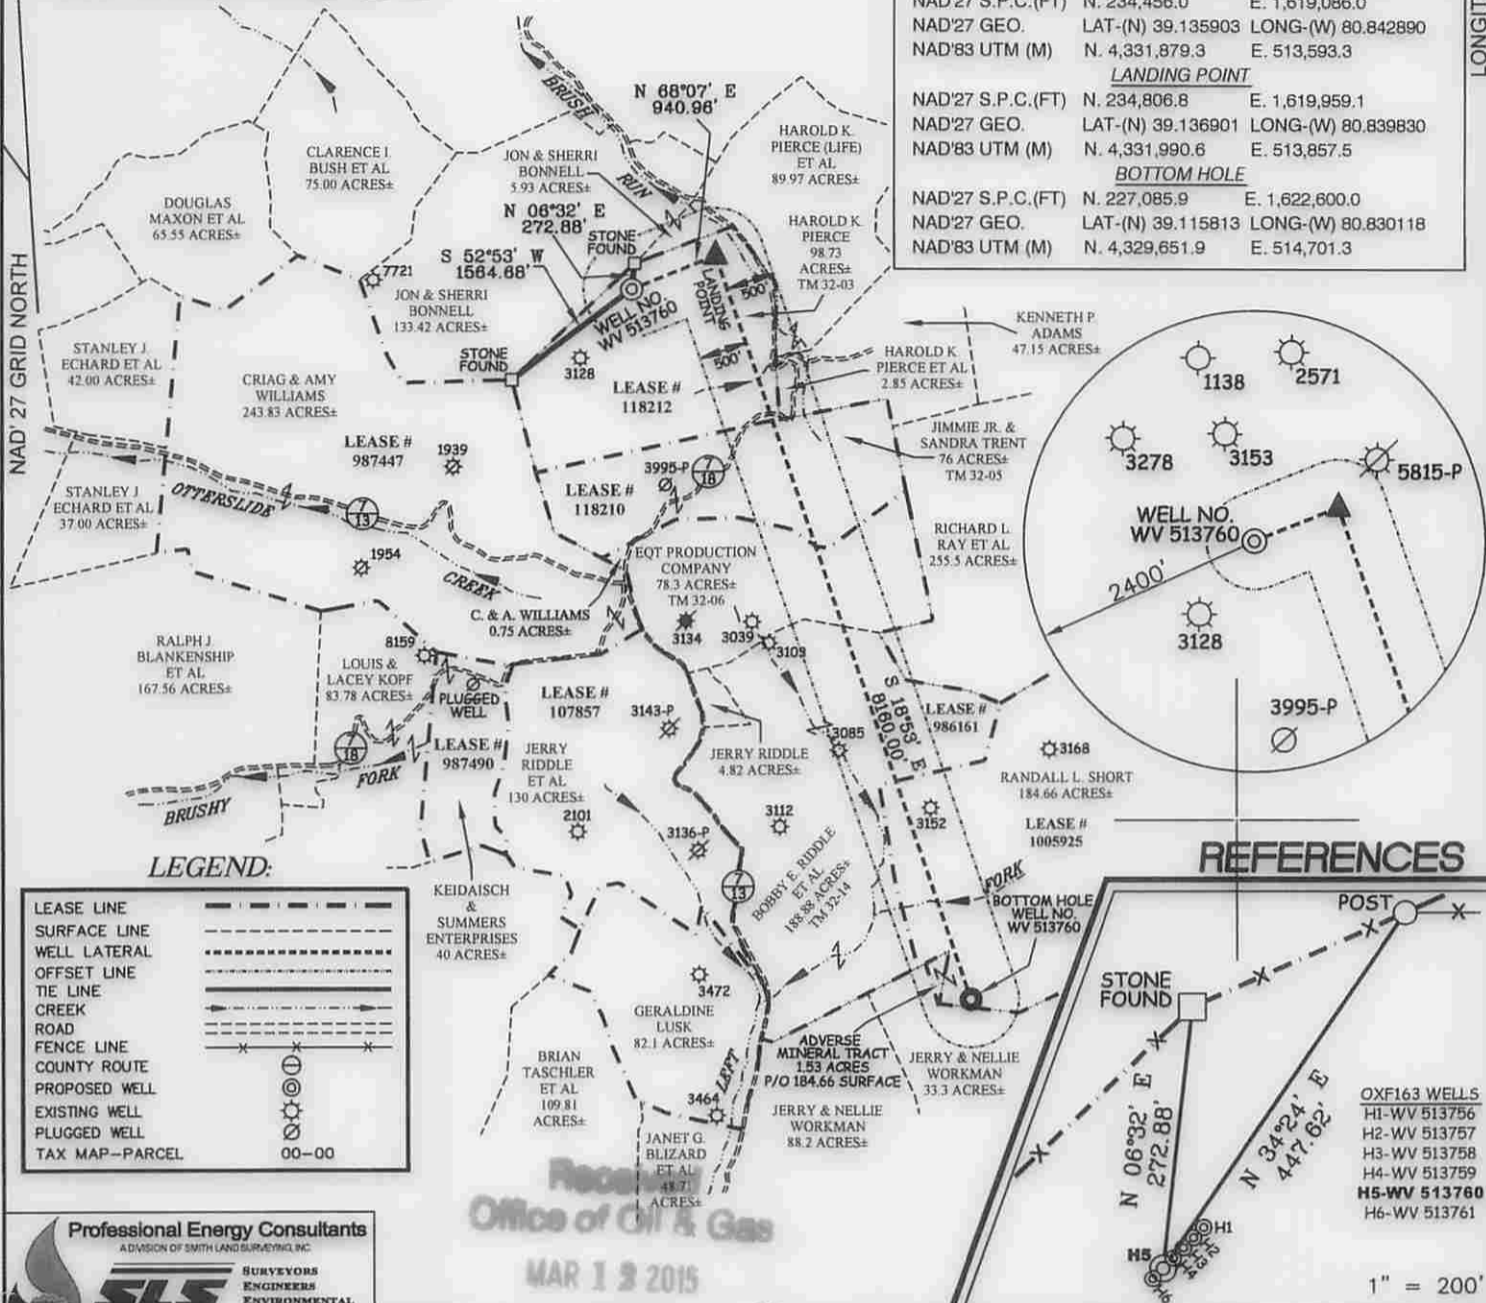 NAD'27 S.P.C.(FT) N. 234,456.0 E. 1,619,086.0
NAD'27 GEO. LAT-(N) 39.135903 LONG-(W) 80.842890
NAD'83 UTM (M) N. 4,331,879.3 E. 513,593.3
LANDING POINT
NAD'27 S.P.C.(FT) N. 234,806.8 E. 1,619,959.1
NAD'27 GEO. LAT-(N) 39.136901 LONG-(W) 80.839830
NAD'83 UTM (M) N. 4,331,990.6 E. 513,857.5
BOTTOM HOLE
NAD'27 S.P.C.(FT) N. 227,085.9 E. 1,622,600.0
NAD'27 GEO. LAT-(N) 39.115813 LONG-(W) 80.830118
NAD'83 UTM (M) N. 4,329,651.9 E. 514,701.3
NAD'27 GRID NORTH
BRUSH
RUN
N 68°07' E
940.96'
CLARENCE I.
BUSH ET AL
75.00 ACRES±
JON & SHERRI
BONNELL
5.93 ACRES±
HAROLD K.
PIERCE (LIFE)
ET AL
89.97 ACRES±
DOUGLAS
MAXON ET AL
65.55 ACRES±
N 06°32' E
272.88'
STONE
FOUND
HAROLD K.
PIERCE
98.73
ACRES±
TM 32-03
S 52°53' W
1564.68'
7721
JON & SHERRI
BONNELL
133.42 ACRES±
WELL NO.
WV 513760
LANDING
POINT
500'
500'
STONE
FOUND
3128
KENNETH P.
ADAMS
47.15 ACRES±
STANLEY J.
ECHARD ET AL
42.00 ACRES±
CRIAG & AMY
WILLIAMS
243.83 ACRES±
LEASE #
118212
HAROLD K.
PIERCE ET AL
2.85 ACRES±
LEASE #
987447
1939
3995-P
7
18
JIMMIE JR. &
SANDRA TRENT
76 ACRES±
TM 32-05
STANLEY J.
ECHARD ET AL
37.00 ACRES±
OTTERSLIDE
7
13
CREEK
LEASE #
118210
1954
EQT PRODUCTION
COMPANY
78.3 ACRES±
TM 32-06
RICHARD L.
RAY ET AL
255.5 ACRES±
C. & A. WILLIAMS
0.75 ACRES±
3134
3039
3109
RALPH J.
BLANKENSHIP
ET AL
167.56 ACRES±
8159
LOUIS &
LACEY KOPF
83.78 ACRES±
PLUGGED
WELL
LEASE #
107857
3143-P
S 18°53' E
8160.00'
LEASE #
986161
7
18
BRUSHY
FORK
LEASE #
987490
JERRY
RIDDLE
ET AL
130 ACRES±
JERRY RIDDLE
4.82 ACRES±
3085
3168
RANDALL L. SHORT
184.66 ACRES±
2101
3136-P
3112
3152
LEASE #
1005925
7
13
BOBBY E. RIDDLE
ET AL
188.88 ACRES±
TM 32-14
FORK
BOTTOM HOLE
WELL NO.
WV 513760
KEIDAISCH
&
SUMMERS
ENTERPRISES
40 ACRES±
3472
GERALDINE
LUSK
82.1 ACRES±
LEFT
ADVERSE
MINERAL TRACT
1.53 ACRES
P/O 184.66 SURFACE
JERRY & NELLIE
WORKMAN
33.3 ACRES±
BRIAN
TASCHLER
ET AL
109.81
ACRES±
3464
JERRY & NELLIE
WORKMAN
88.2 ACRES±
JANET G.
BLIZARD
ET AL
48.71
ACRES±
1138
2571
3278
3153
5815-P
WELL NO.
WV 513760
2400'
3128
3995-P
LEGEND:
LEASE LINE
SURFACE LINE
WELL LATERAL
OFFSET LINE
TIE LINE
CREEK
ROAD
FENCE LINE
COUNTY ROUTE
PROPOSED WELL
EXISTING WELL
PLUGGED WELL
TAX MAP-PARCEL 00-00
REFERENCES
POST
STONE
FOUND
N 06°32' E
272.88'
N 34°24' E
447.62'
H1
H2
H3
H4
H5
H6
OXF163 WELLS
H1-WV 513756
H2-WV 513757
H3-WV 513758
H4-WV 513759
H5-WV 513760
H6-WV 513761
1" = 200'
Received
Office of Oil & Gas
MAR 1 2015
Professional Energy Consultants
A DIVISION OF SMITH LAND SURVEYING, INC.
SLS
SURVEYORS
ENGINEERS
ENVIRONMENTAL